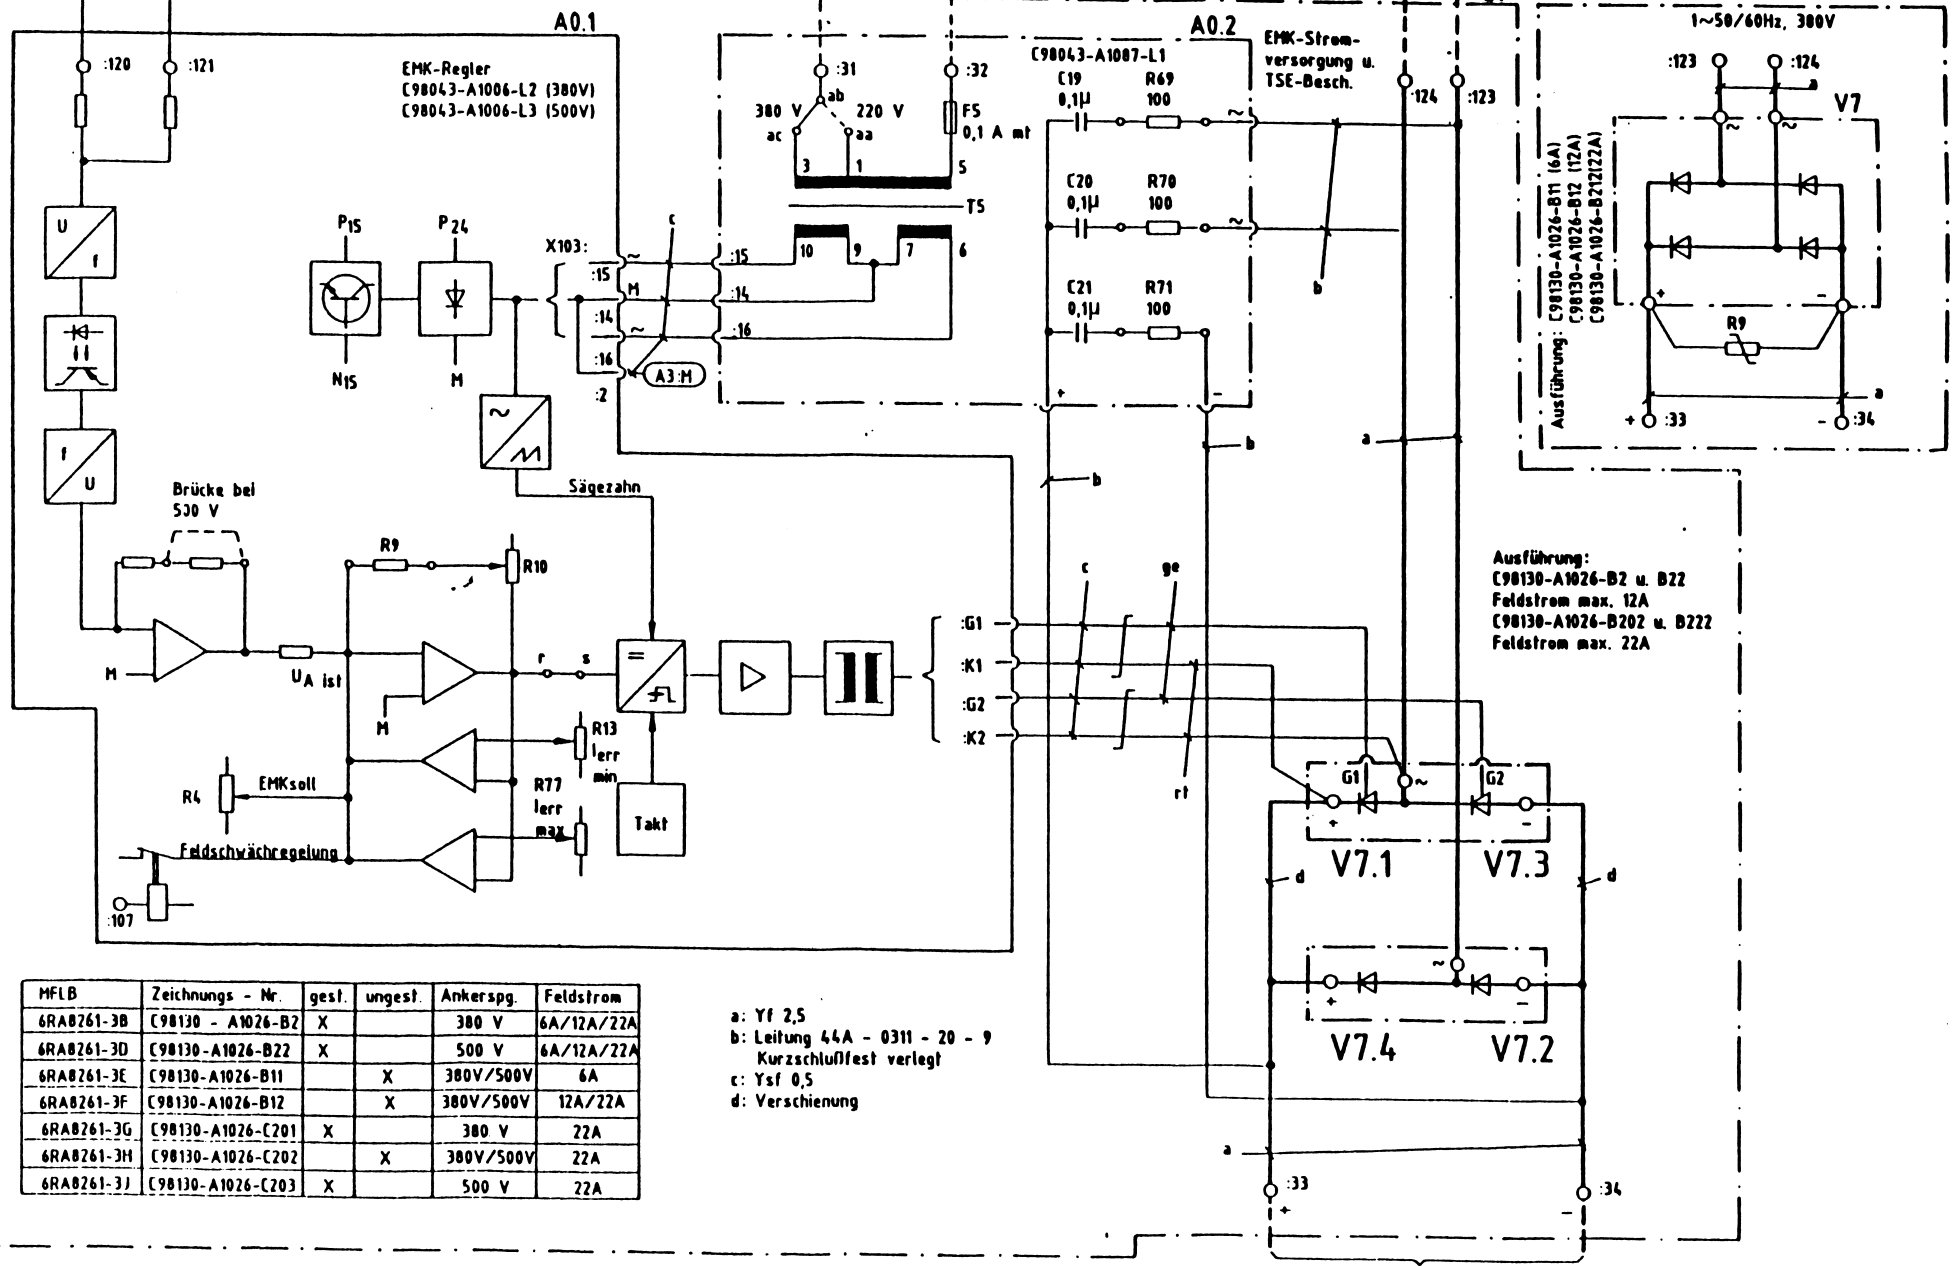 A0.1
:120
:121
EMK-Regler
C98043-A1006-L2 (380V)
C98043-A1006-L3 (500V)
U
f
f
U
P15
N15
P24
M
X103:
:15
:14
:16
:2
~
M
~
c
A3:M
~
Sägezahn
Brücke bei
500 V
M
UA ist
R9
R10
M
r
s
=
R13
Ierr
min
R77
Ierr
max
Takt
R4
EMKsoll
Feldschwächregelung
:107
:G1
:K1
:G2
:K2
A0.2
C98043-A1087-L1
:31
:32
ab
380 V
220 V
ac
aa
F5
0,1 A mt
3
1
5
T5
10
9
7
6
:15
:14
:16
C19
0,1µ
R69
100
~
C20
0,1µ
R70
100
~
C21
0,1µ
R71
100
+
-
EMK-Strom-
versorgung u.
TSE-Besch.
:124
:123
b
a
b
b
c
ge
rt
1~50/60Hz, 380V
:123
:124
a
V7
~
~
+
-
R9
a
+
:33
-
:34
Ausführung: C98130-A1026-B11 (6A)
C98130-A1026-B12 (12A)
C98130-A1026-B212(22A)
Ausführung:
C98130-A1026-B2 u. B22
Feldstrom max. 12A
C98130-A1026-B202 u. B222
Feldstrom max. 22A
G1
~
G2
+
-
V7.1
V7.3
d
d
~
+
-
V7.4
V7.2
a
:33
+
:34
-
MFLB Zeichnungs - Nr. gest. ungest. Ankerspg. Feldstrom
6RA8261-3B C98130 - A1026-B2 X 380 V 6A/12A/22A
6RA8261-3D C98130-A1026-B22 X 500 V 6A/12A/22A
6RA8261-3E C98130-A1026-B11 X 380V/500V 6A
6RA8261-3F C98130-A1026-B12 X 380V/500V 12A/22A
6RA8261-3G C98130-A1026-C201 X 380 V 22A
6RA8261-3H C98130-A1026-C202 X 380V/500V 22A
6RA8261-3J C98130-A1026-C203 X 500 V 22A
a: Yf 2,5
b: Leitung 44A - 0311 - 20 - 9
Kurzschlußfest verlegt
c: Ysf 0,5
d: Verschienung